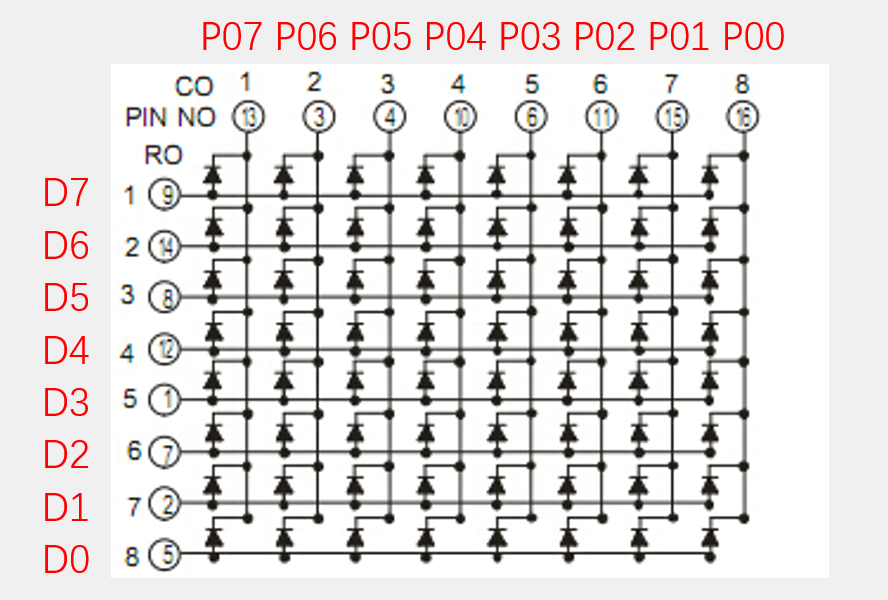 P07 P06 P05 P04 P03 P02 P01 P00
CO 1 2 3 4 5 6 7 8
PIN NO 13 3 4 10 6 11 15 16
RO
D7 1 9
D6 2 14
D5 3 8
D4 4 12
D3 5 1
D2 6 7
D1 7 2
D0 8 5